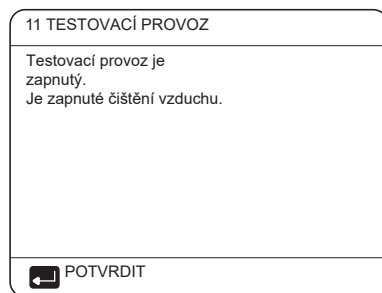 11 TESTOVACÍ PROVOZ
Testovací provoz je
zapnutý.
Je zapnuté čištění vzduchu.
POTVRDIT